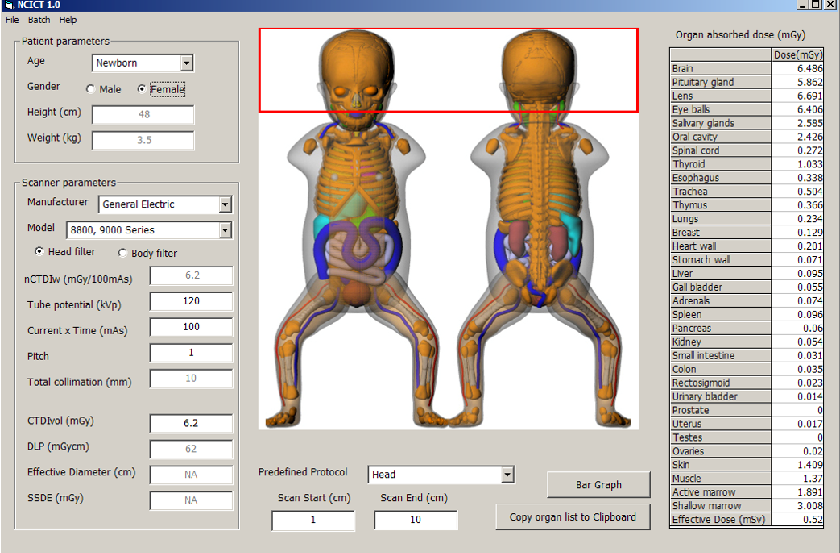 NCICT 1.0
File Batch Help
Patient parameters
Age Newborn
Gender Male Female
Height (cm) 48
Weight (kg) 3.5
Scanner parameters
Manufacturer General Electric
Model 8800, 9000 Series
Head filter Body filter
nCTDIw (mGy/100mAs) 6.2
Tube potential (kVp) 120
Current x Time (mAs) 100
Pitch 1
Total collimation (mm) 10
CTDIvol (mGy) 6.2
DLP (mGycm) 62
Effective Diameter (cm) NA
SSDE (mGy) NA
Predefined Protocol Head
Scan Start (cm) Scan End (cm)
1 10
Bar Graph
Copy organ list to Clipboard
Organ absorbed dose (mGy)
Dose(mGy)
Brain 6.486
Pituitary gland 5.862
Lens 6.691
Eye balls 6.406
Salivary glands 2.585
Oral cavity 2.426
Spinal cord 0.272
Thyroid 1.033
Esophagus 0.338
Trachea 0.504
Thymus 0.366
Lungs 0.234
Breast 0.129
Heart wall 0.201
Stomach wall 0.071
Liver 0.095
Gall bladder 0.055
Adrenals 0.074
Spleen 0.096
Pancreas 0.06
Kidney 0.054
Small intestine 0.031
Colon 0.035
Rectosigmoid 0.023
Urinary bladder 0.014
Prostate 0
Uterus 0.017
Testes 0
Ovaries 0.02
Skin 1.409
Muscle 1.37
Active marrow 1.891
Shallow marrow 3.008
Effective Dose (mSv) 0.52